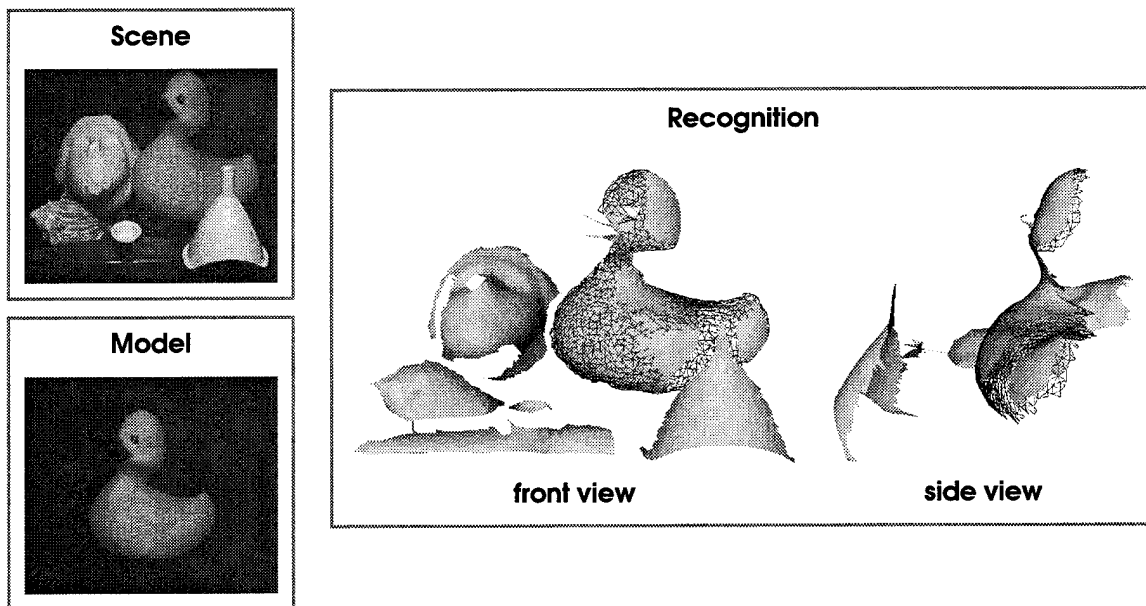 Scene
Model
Recognition
front view
side view